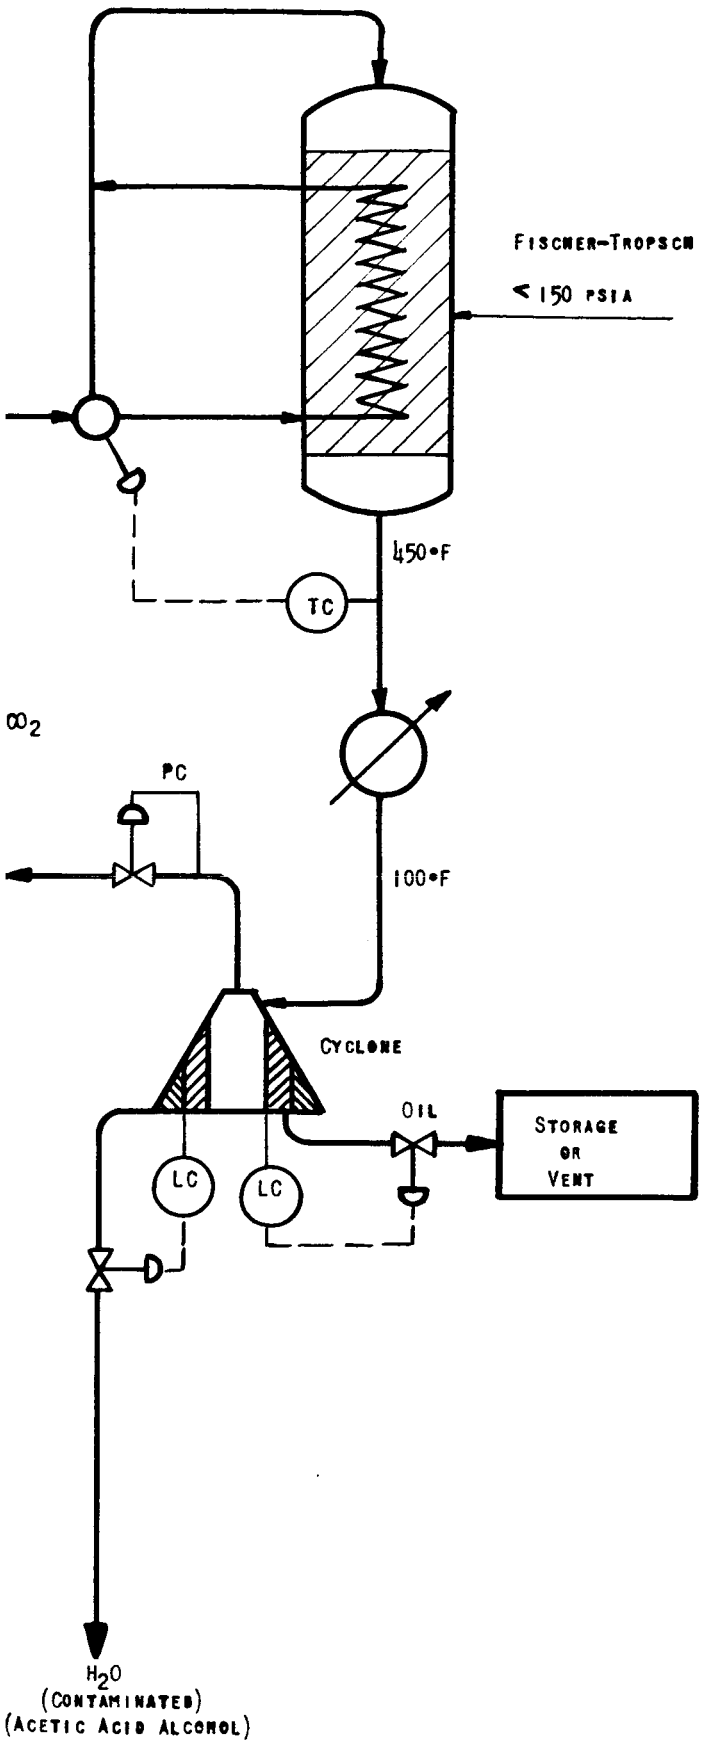 FISCHER-TROPSCH
< 150 PSIA
450°F
TC
CO2
PC
100°F
CYCLONE
OIL
STORAGE
OR
VENT
LC
LC
H2O
(CONTAMINATED)
(ACETIC ACID ALCOHOL)